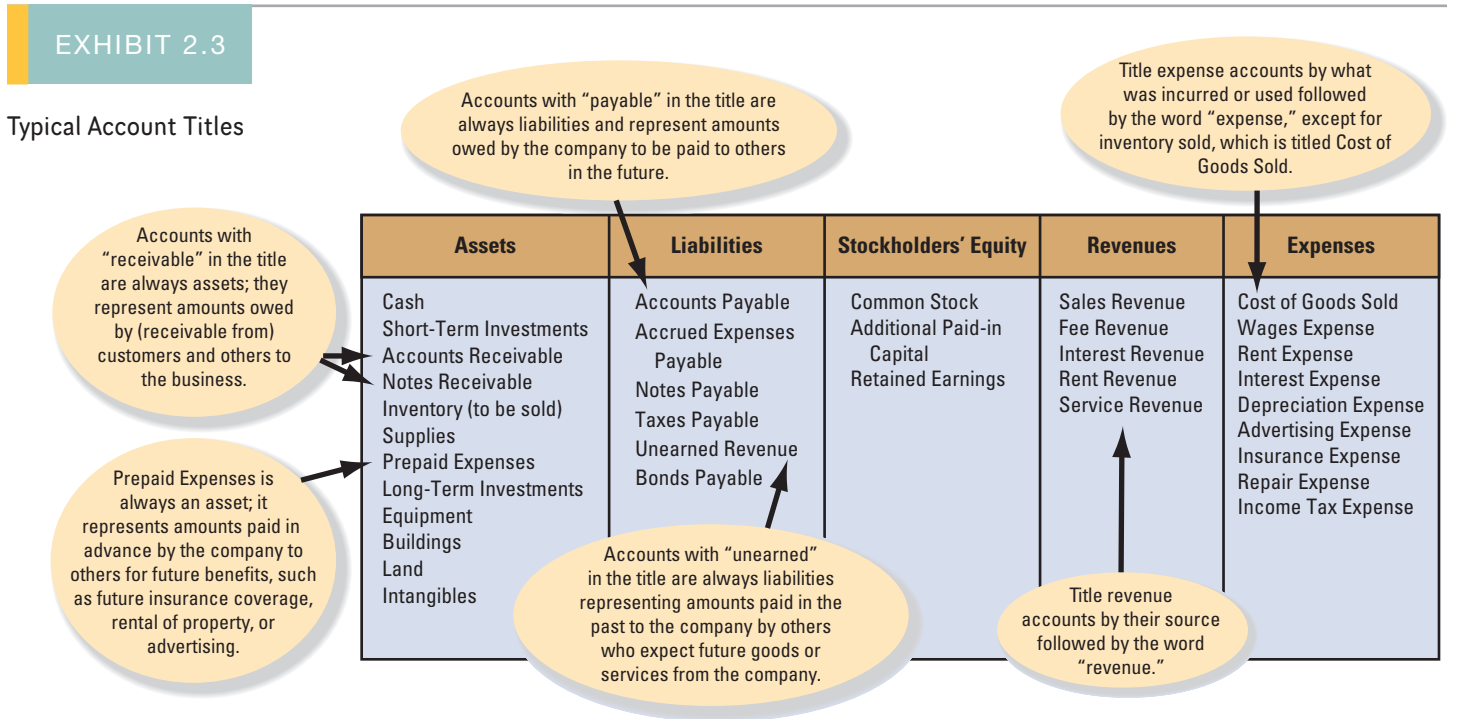 EXHIBIT 2.3
Typical Account Titles
Accounts with “payable” in the title are
always liabilities and represent amounts
owed by the company to be paid to others
in the future.
Title expense accounts by what
was incurred or used followed
by the word “expense,” except for
inventory sold, which is titled Cost of
Goods Sold.
Accounts with
“receivable” in the title
are always assets; they
represent amounts owed
by (receivable from)
customers and others to
the business.
Prepaid Expenses is
always an asset; it
represents amounts paid in
advance by the company to
others for future benefits, such
as future insurance coverage,
rental of property, or
advertising.
Assets
Cash
Short-Term Investments
Accounts Receivable
Notes Receivable
Inventory (to be sold)
Supplies
Prepaid Expenses
Long-Term Investments
Equipment
Buildings
Land
Intangibles
Liabilities
Accounts Payable
Accrued Expenses
Payable
Notes Payable
Taxes Payable
Unearned Revenue
Bonds Payable
Accounts with “unearned”
in the title are always liabilities
representing amounts paid in the
past to the company by others
who expect future goods or
services from the company.
Stockholders’ Equity
Common Stock
Additional Paid-in
Capital
Retained Earnings
Revenues
Sales Revenue
Fee Revenue
Interest Revenue
Rent Revenue
Service Revenue
Title revenue
accounts by their source
followed by the word
“revenue.”
Expenses
Cost of Goods Sold
Wages Expense
Rent Expense
Interest Expense
Depreciation Expense
Advertising Expense
Insurance Expense
Repair Expense
Income Tax Expense